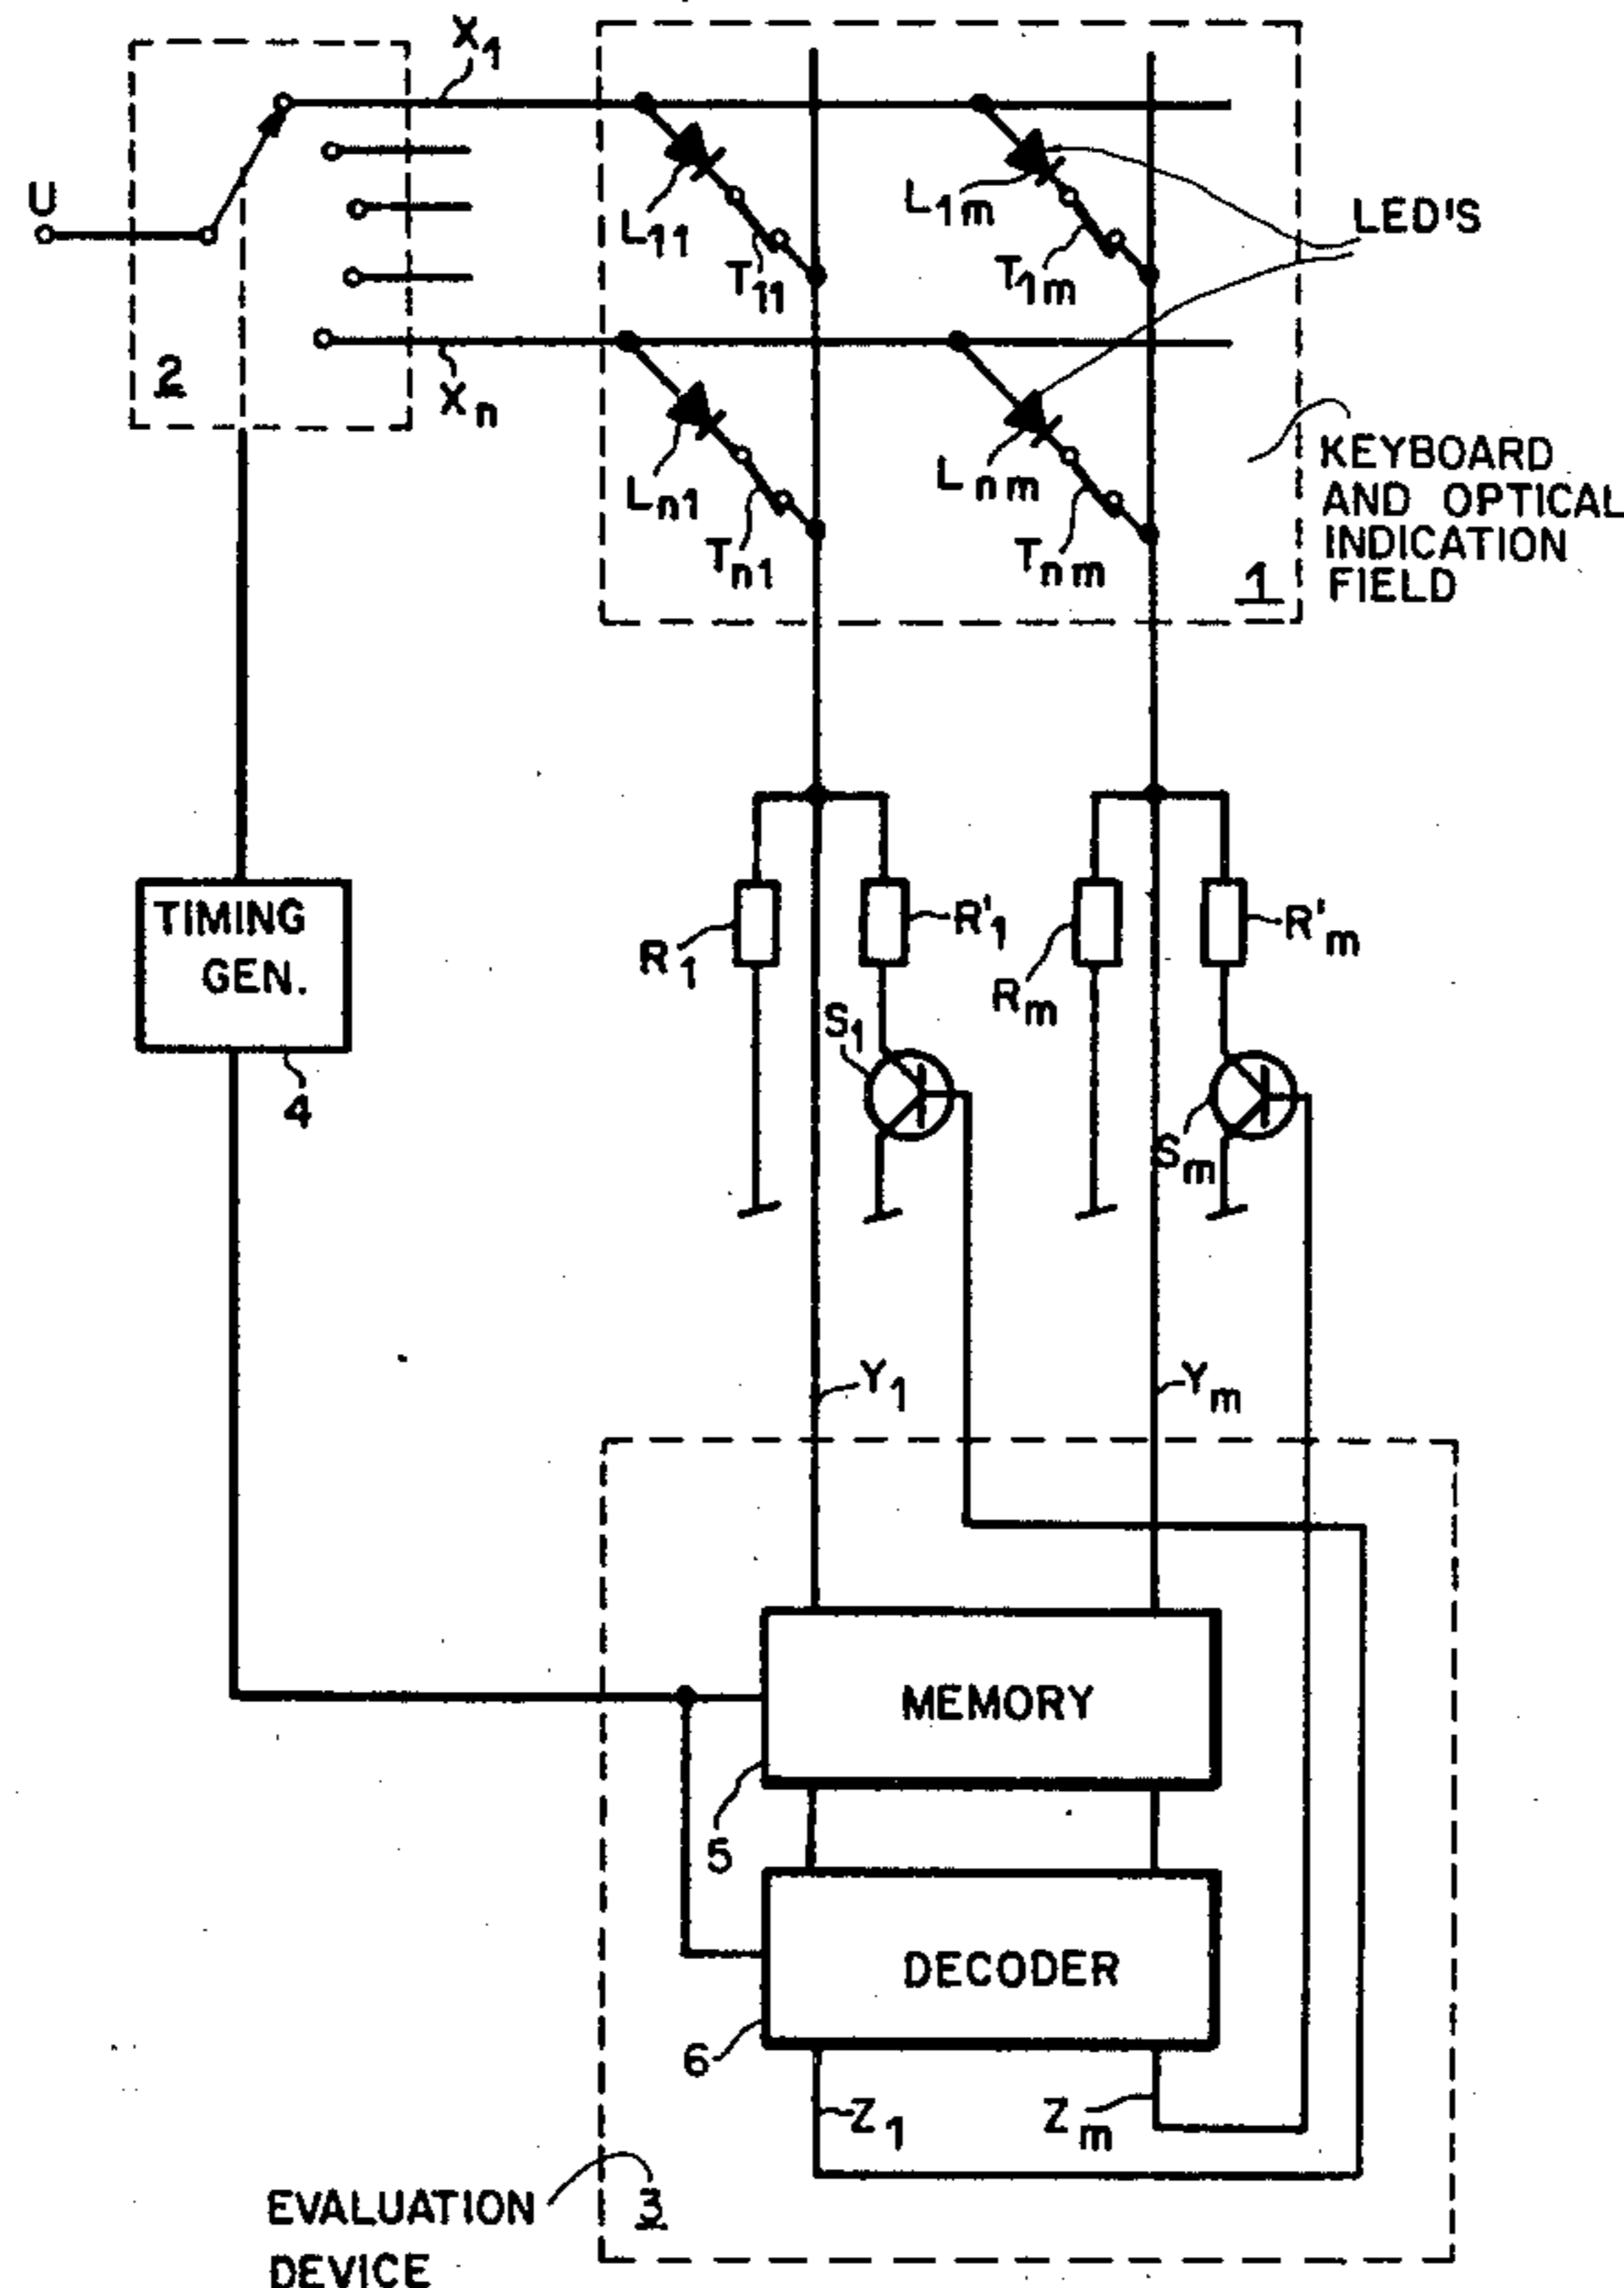 X1
U
L11
T11
L1m
T1m
LED'S
2
Xn
Ln1
Tn1
Lnm
Tnm
1
KEYBOARD
AND OPTICAL
INDICATION
FIELD
TIMING
GEN.
4
R1
R'1
S1
Rm
R'm
Sm
Y1
Ym
MEMORY
5
DECODER
6
Z1
Zm
EVALUATION
DEVICE
3